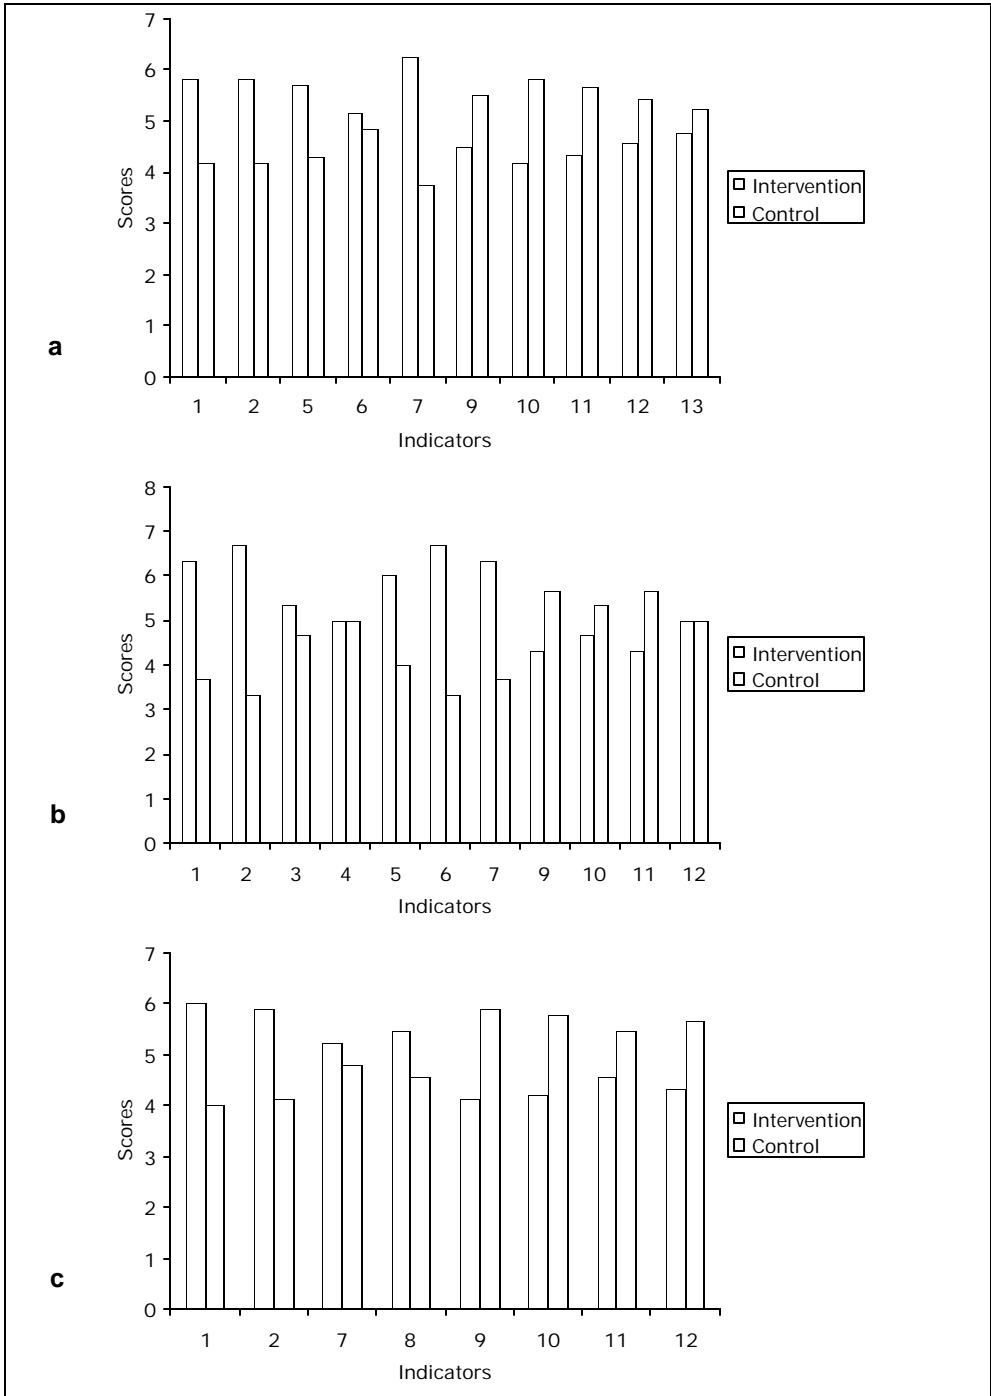 7
6
5
4
3
2
1
0
Scores
1 2 5 6 7 9 10 11 12 13
Indicators
Intervention
Control
a
8
7
6
5
4
3
2
1
0
Scores
1 2 3 4 5 6 7 9 10 11 12
Indicators
Intervention
Control
b
7
6
5
4
3
2
1
0
Scores
1 2 7 8 9 10 11 12
Indicators
Intervention
Control
c